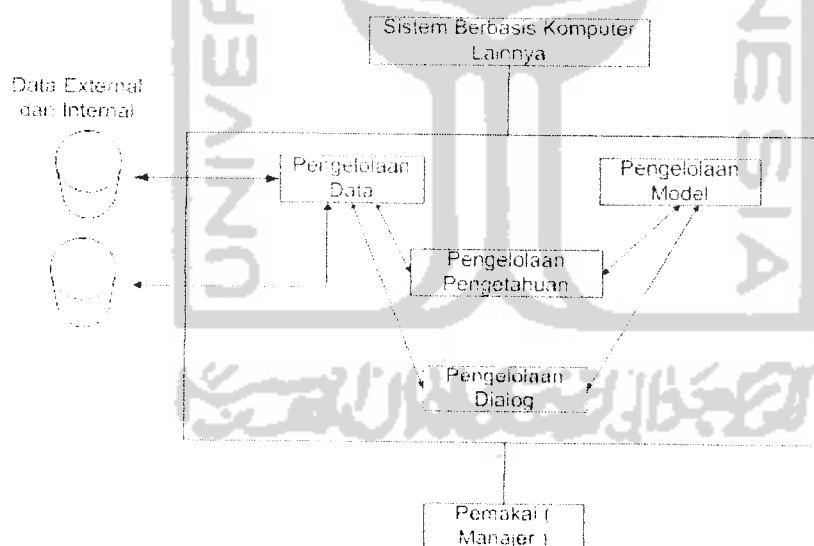 Sistem Berbasis Komputer
Lainnya
Data External
dan Internal
Pengelolaan
Data
Pengelolaan
Model
Pengelolaan
Pengetahuan
Pengelolaan
Dialog
Pemakai (
Manajer )